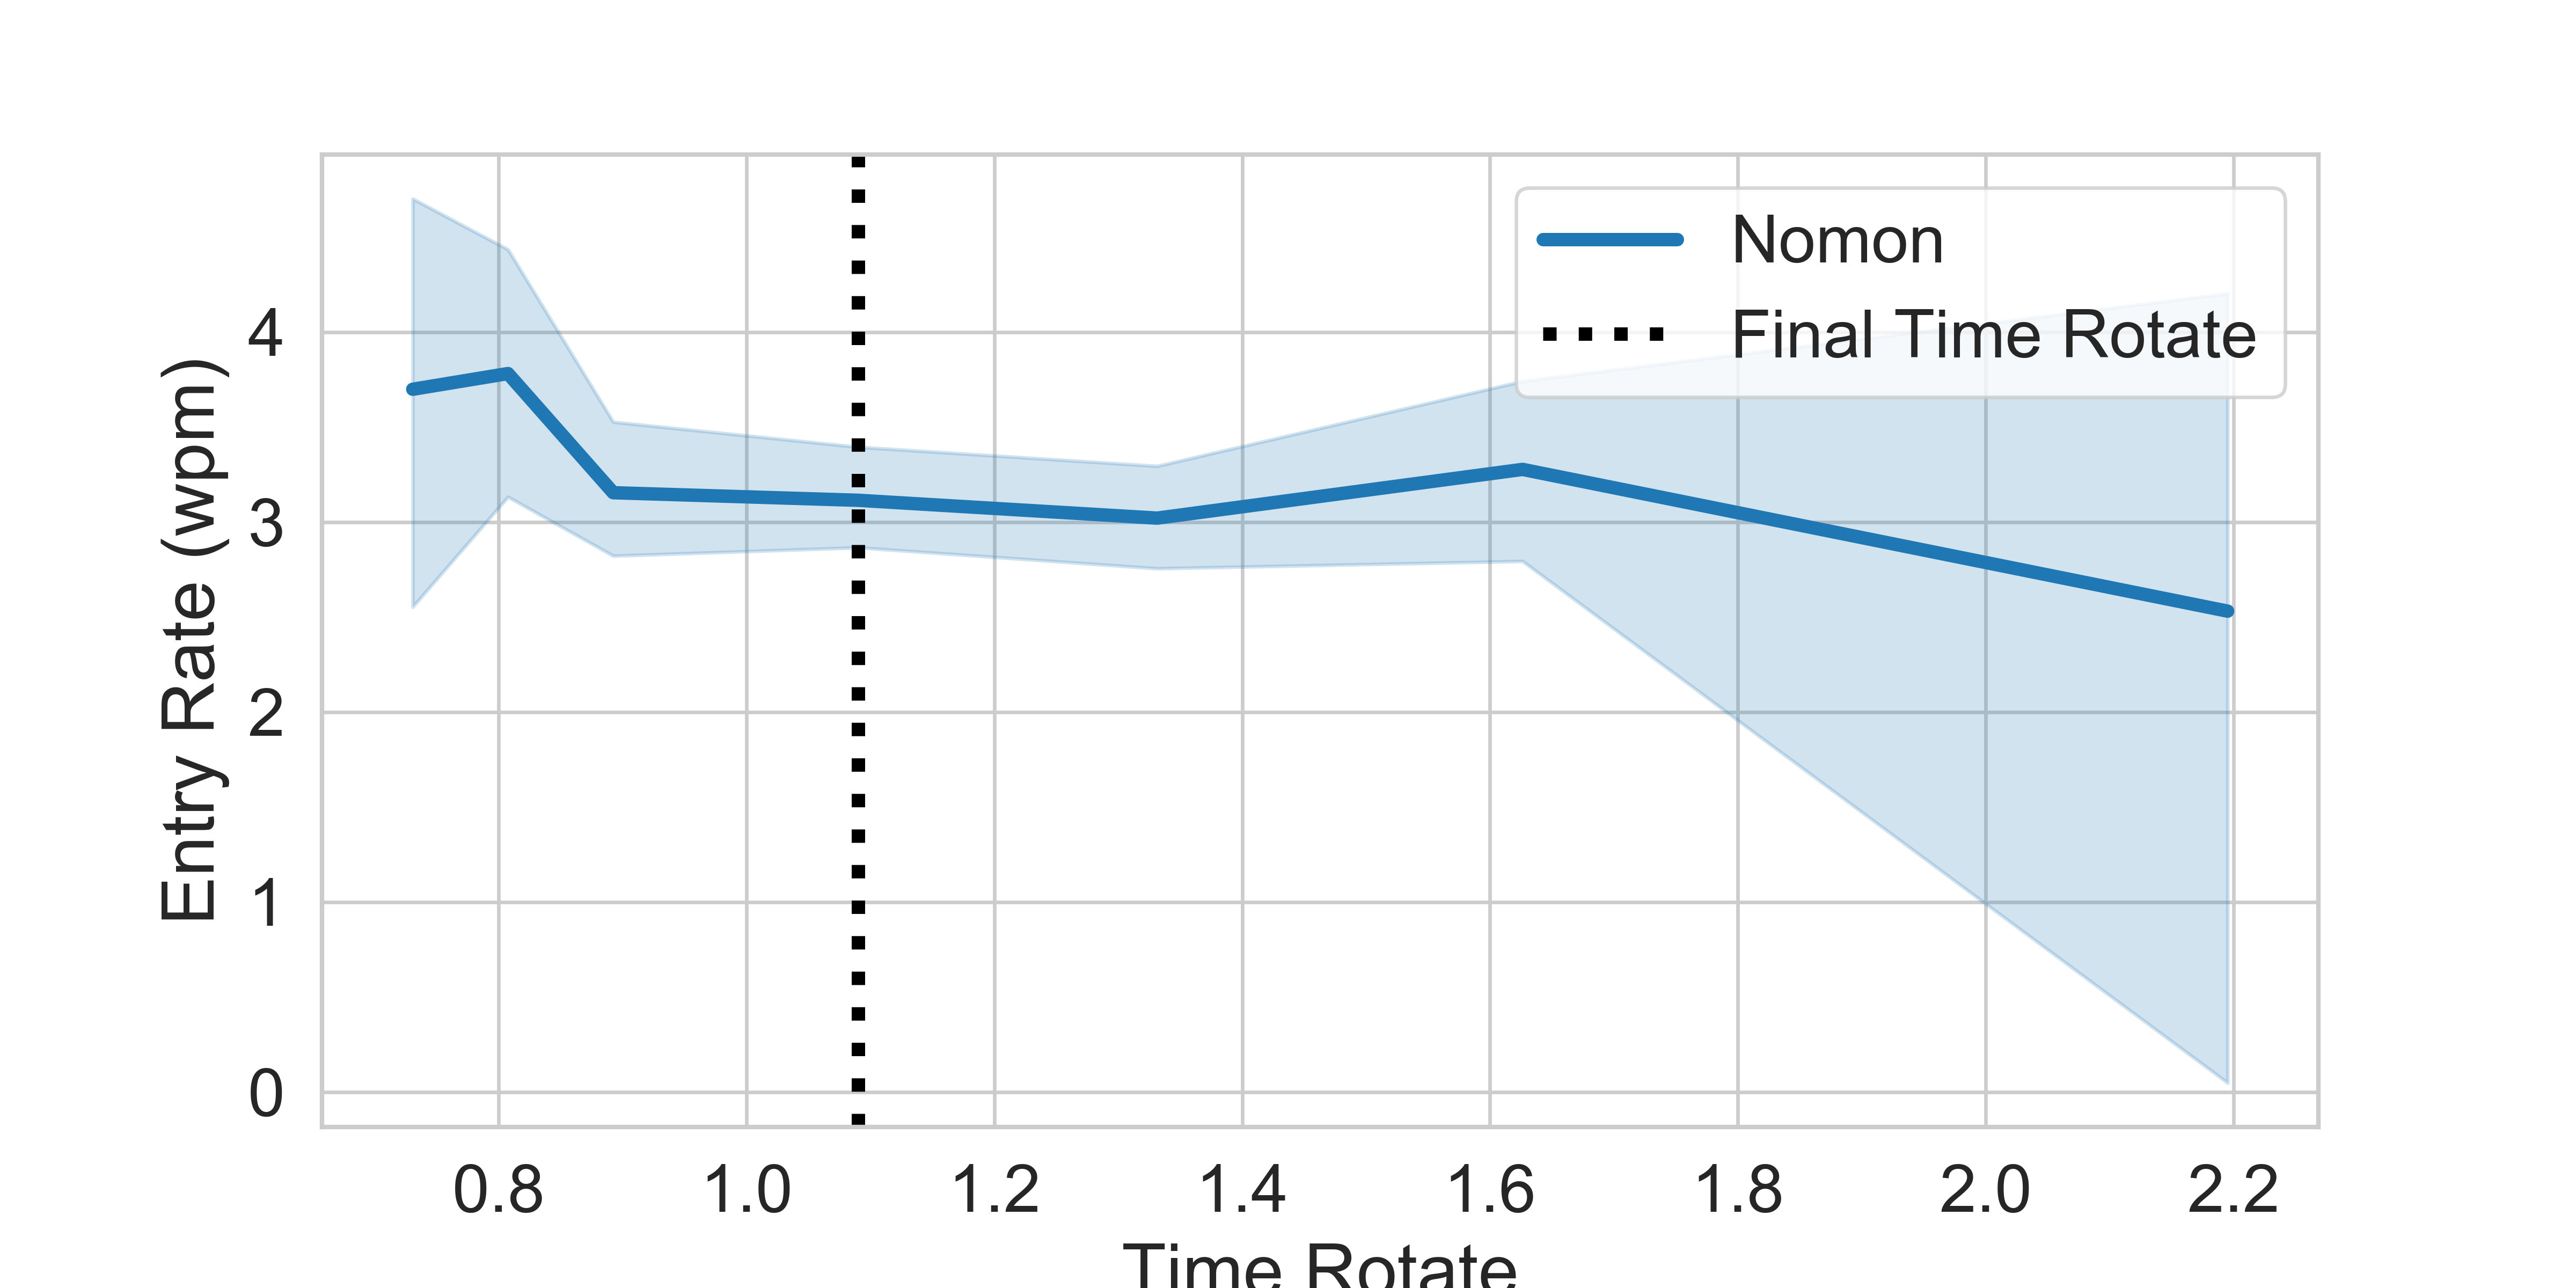 Nomon
Final Time Rotate
Entry Rate (wpm)
4
3
2
1
0
0.8 1.0 1.2 1.4 1.6 1.8 2.0 2.2
Time Rotate